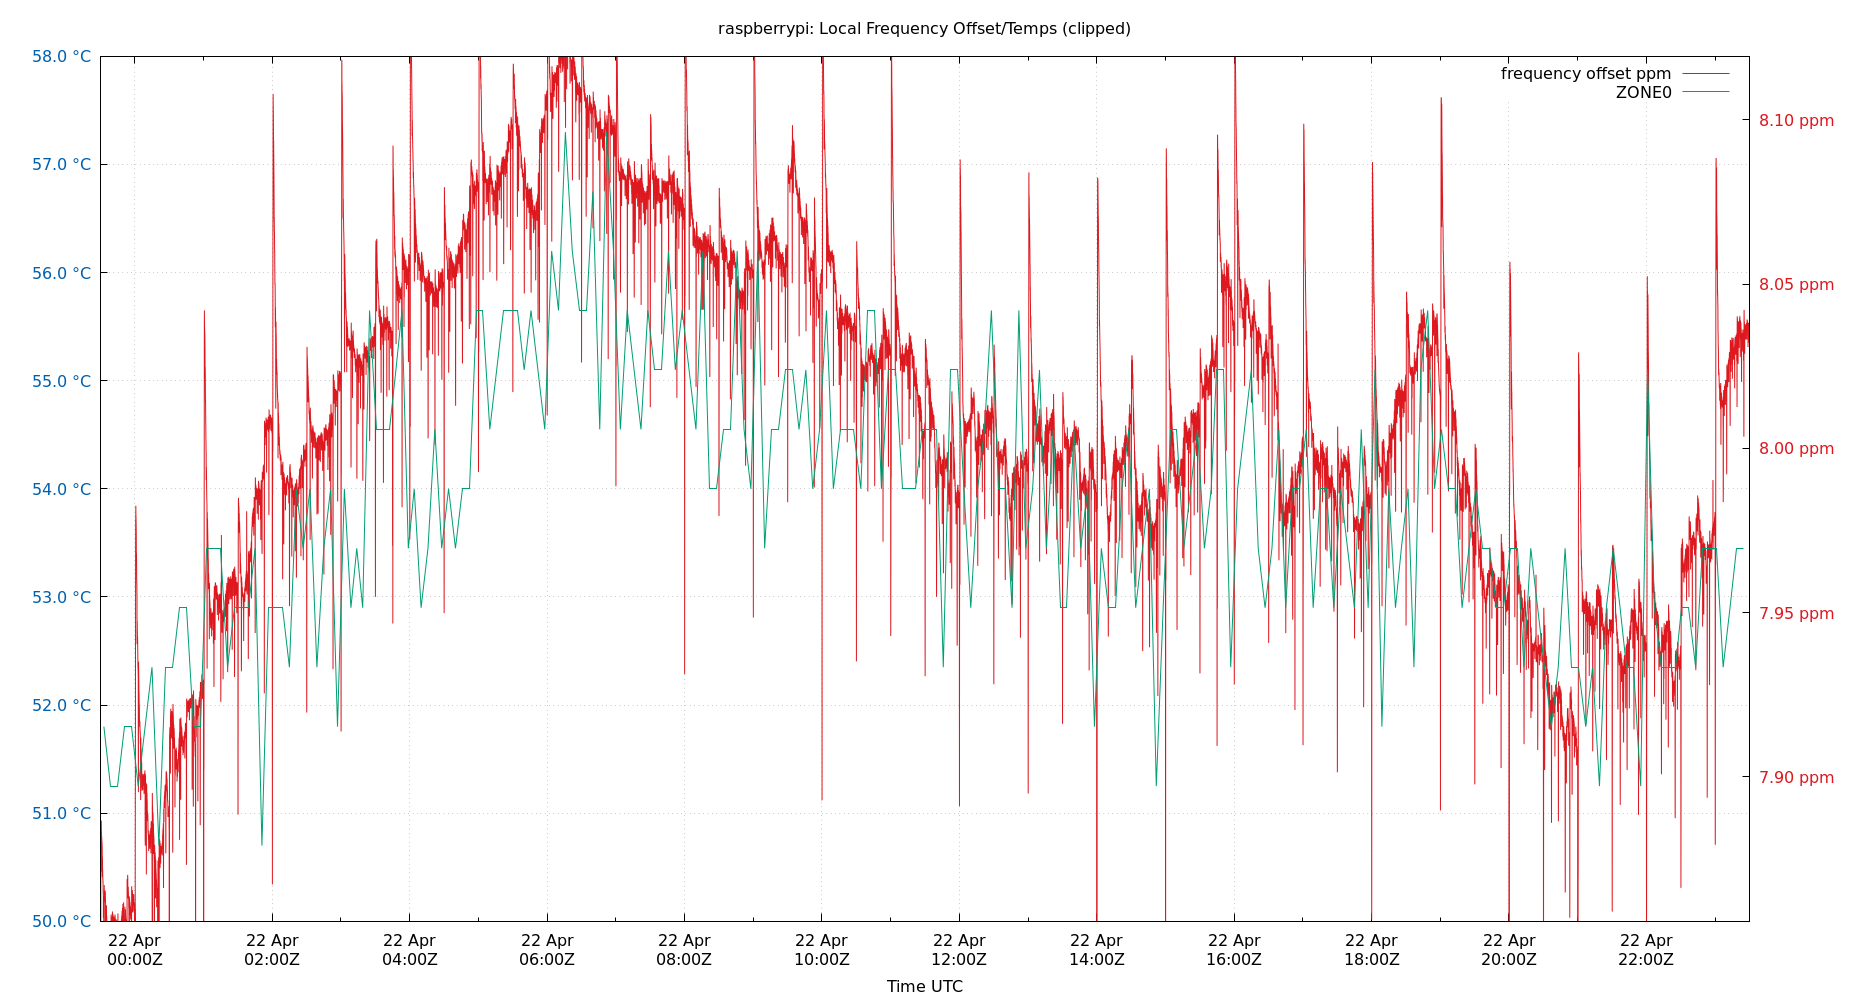 raspberrypi: Local Frequency Offset/Temps (clipped)
frequency offset ppm
ZONE0
58.0 °C
57.0 °C
56.0 °C
55.0 °C
54.0 °C
53.0 °C
52.0 °C
51.0 °C
50.0 °C
8.10 ppm
8.05 ppm
8.00 ppm
7.95 ppm
7.90 ppm
22 Apr 22 Apr 22 Apr 22 Apr 22 Apr 22 Apr 22 Apr 22 Apr 22 Apr 22 Apr 22 Apr 22 Apr
00:00Z 02:00Z 04:00Z 06:00Z 08:00Z 10:00Z 12:00Z 14:00Z 16:00Z 18:00Z 20:00Z 22:00Z
Time UTC